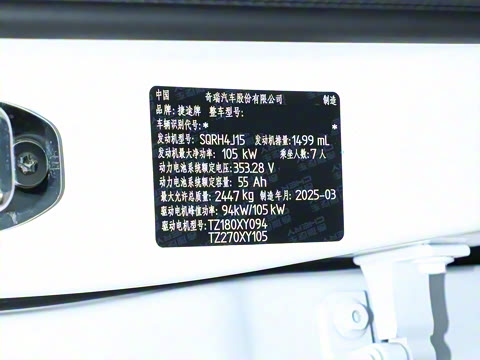 中国 奇瑞汽车股份有限公司 制造
品牌: 捷途牌 整车型号:
车辆识别代号: * *
发动机型号: SQRH4J15 发动机排量: 1499 mL
发动机最大净功率: 105 kW 乘坐人数: 7 人
动力电池系统额定电压: 353.28 V
动力电池系统额定容量: 55 Ah
最大允许总质量: 2447 kg 制造年月: 2025-03
驱动电机峰值功率: 94kW/105 kW
驱动电机型号: TZ180XY094
TZ270XY105